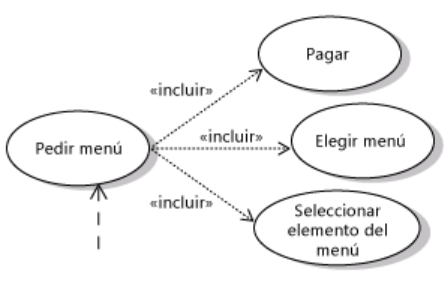 Pagar
«incluir»
«incluir»
Elegir menú
Pedir menú
«incluir»
Seleccionar
elemento del
menú